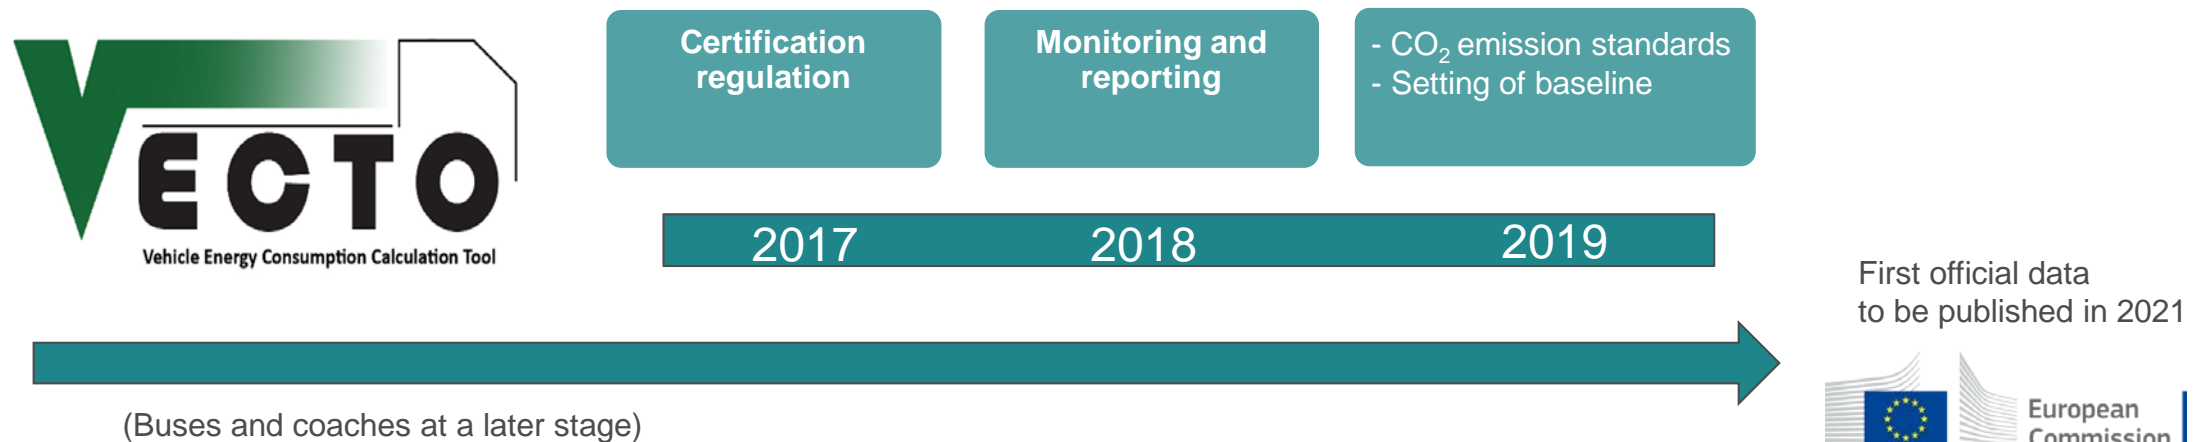 VECTO
Vehicle Energy Consumption Calculation Tool
Certification
regulation
Monitoring and
reporting
- CO₂ emission standards
- Setting of baseline
2017
2018
2019
First official data
to be published in 2021
(Buses and coaches at a later stage)
European
Commission